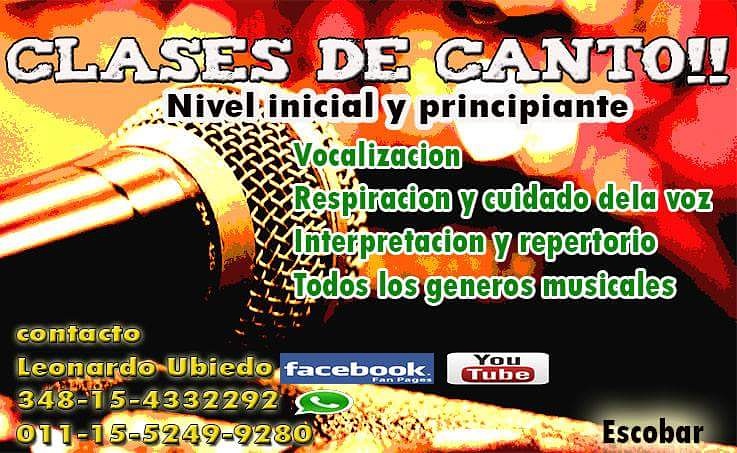 CLASES DE CANTO!!
Nivel inicial y principiante
Vocalizacion
Respiracion y cuidado dela voz
Interpretacion y repertorio
Todos los generos musicales
contacto
Leonardo Ubiedo
facebook.
Fan Pages
You
Tube
348-15-4332292
011-15-5249-9280
Escobar